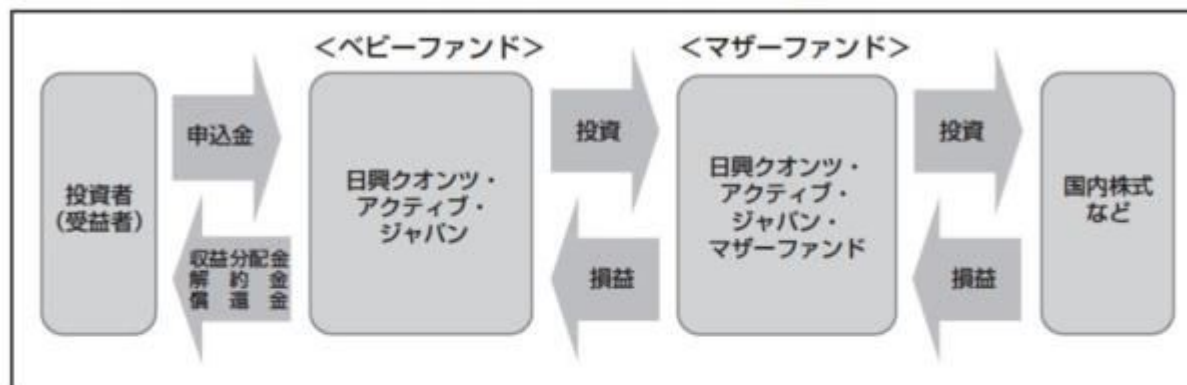 <ベビーファンド>
<マザーファンド>
投資者
(受益者)
申込金
収益分配金
解約金
償還金
日興クオンツ・
アクティブ・
ジャパン
投資
損益
日興クオンツ・
アクティブ・
ジャパン・
マザーファンド
投資
損益
国内株式
など